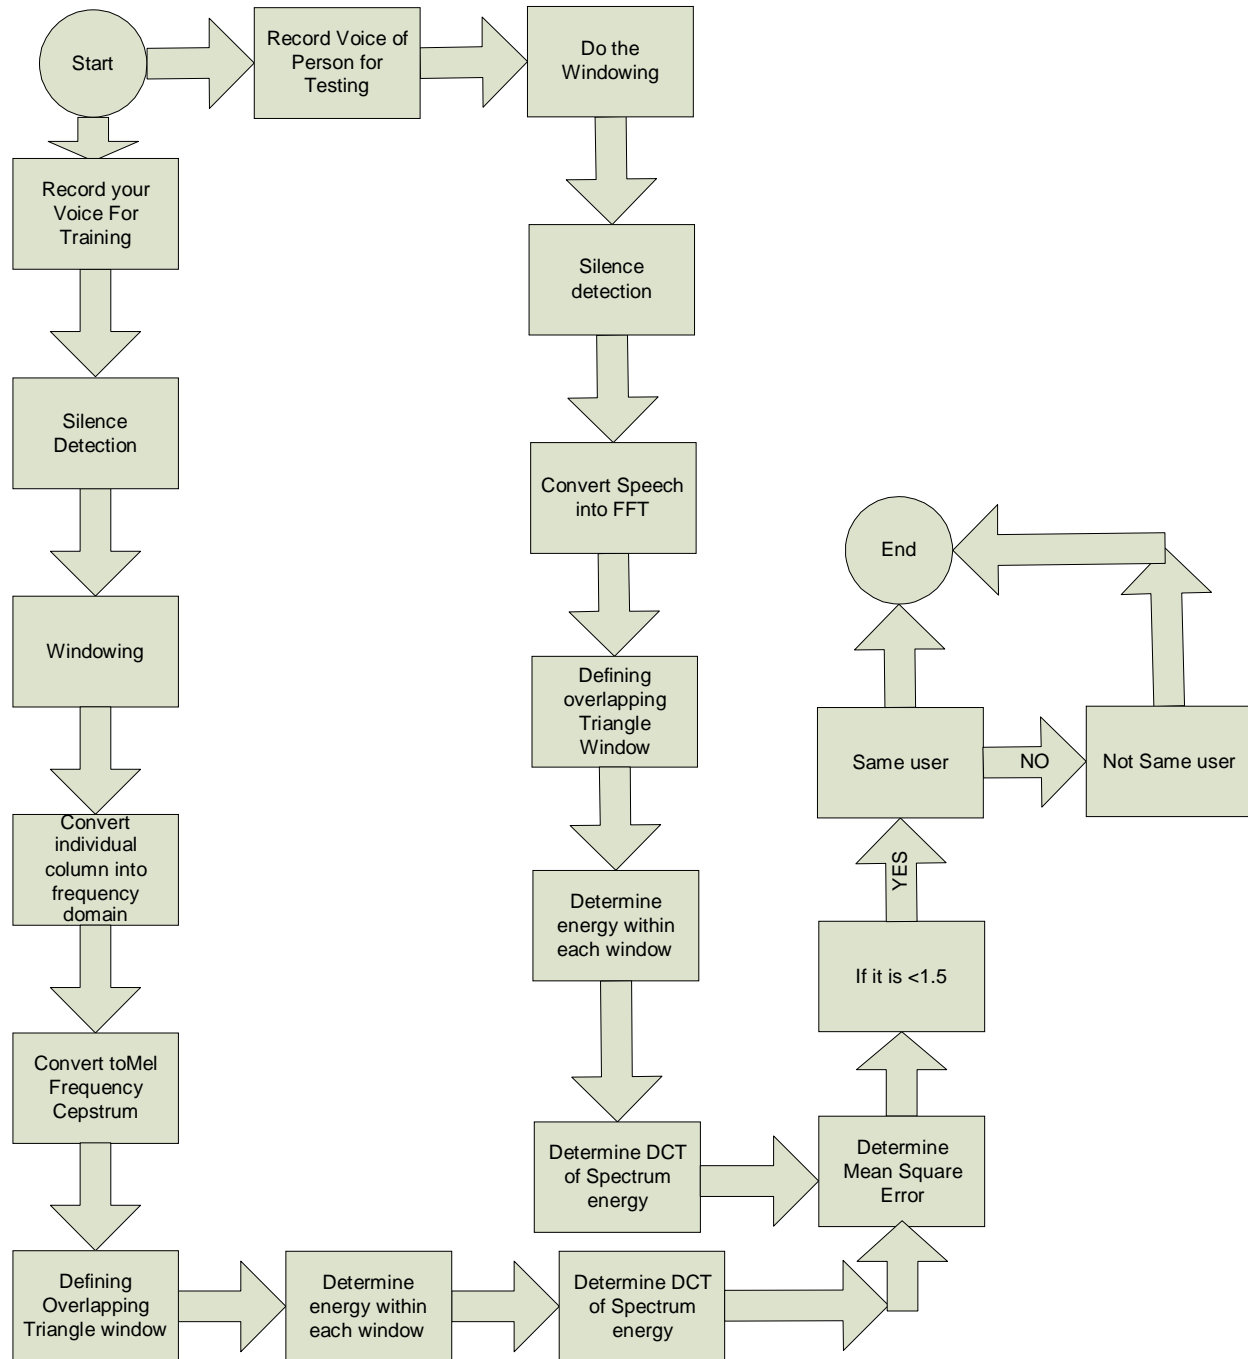 Start
Record Voice of
Person for
Testing
Do the
Windowing
Record your
Voice For
Training
Silence
detection
Silence
Detection
Convert Speech
into FFT
End
Windowing
Defining
overlapping
Triangle
Window
Same user
NO
Not Same user
Convert
individual
column into
frequency
domain
YES
Determine
energy within
each window
If it is <1.5
Convert toMel
Frequency
Cepstrum
Determine DCT
of Spectrum
energy
Determine
Mean Square
Error
Defining
Overlapping
Triangle window
Determine
energy within
each window
Determine DCT
of Spectrum
energy